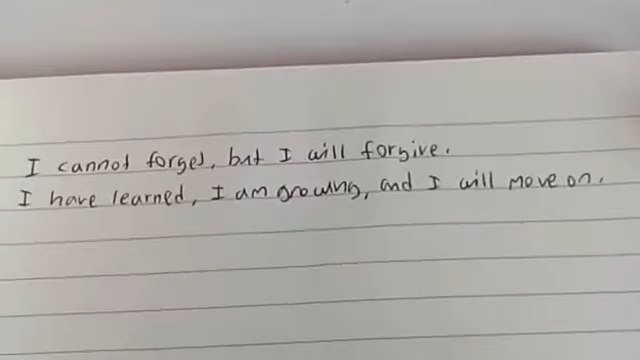 I cannot forget, but I will forgive.
I have learned, I am growing, and I will move on.